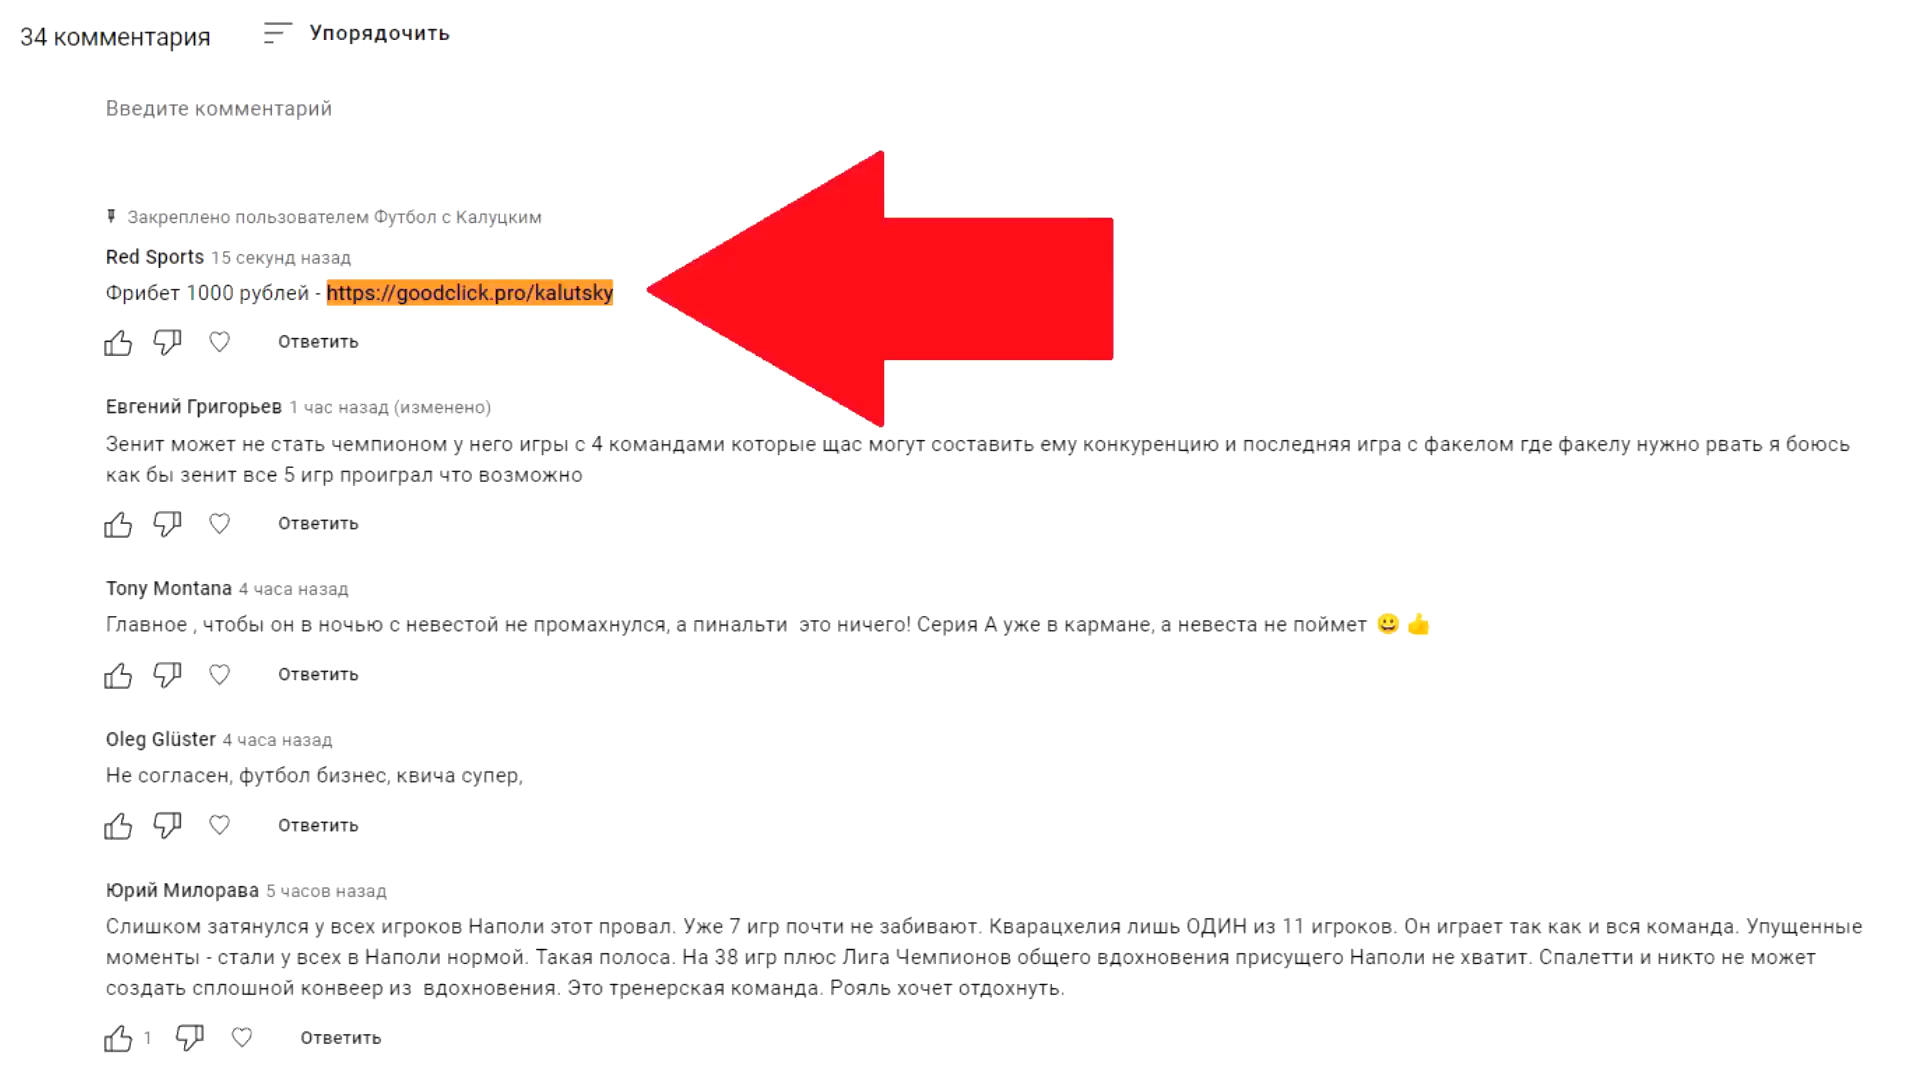 34 комментария
Упорядочить
Введите комментарий
Закреплено пользователем Футбол с Калуцким
Red Sports 15 секунд назад
Фрибет 1000 рублей - https://goodclick.pro/kalutsky
Ответить
Евгений Григорьев 1 час назад (изменено)
Зенит может не стать чемпионом у него игры с 4 командами которые щас могут составить ему конкуренцию и последняя игра с факелом где факелу нужно рвать я боюсь
как бы зенит все 5 игр проиграл что возможно
Ответить
Tony Montana 4 часа назад
Главное , чтобы он в ночью с невестой не промахнулся, а пинальти  это ничего! Серия А уже в кармане, а невеста не поймет 😀 👍
Ответить
Oleg Glüster 4 часа назад
Не согласен, футбол бизнес, квича супер,
Ответить
Юрий Милорава 5 часов назад
Слишком затянулся у всех игроков Наполи этот провал. Уже 7 игр почти не забивают. Кварацхелия лишь ОДИН из 11 игроков. Он играет так как и вся команда. Упущенные
моменты - стали у всех в Наполи нормой. Такая полоса. На 38 игр плюс Лига Чемпионов общего вдохновения присущего Наполи не хватит. Спалетти и никто не может
создать сплошной конвеер из  вдохновения. Это тренерская команда. Рояль хочет отдохнуть.
1
Ответить